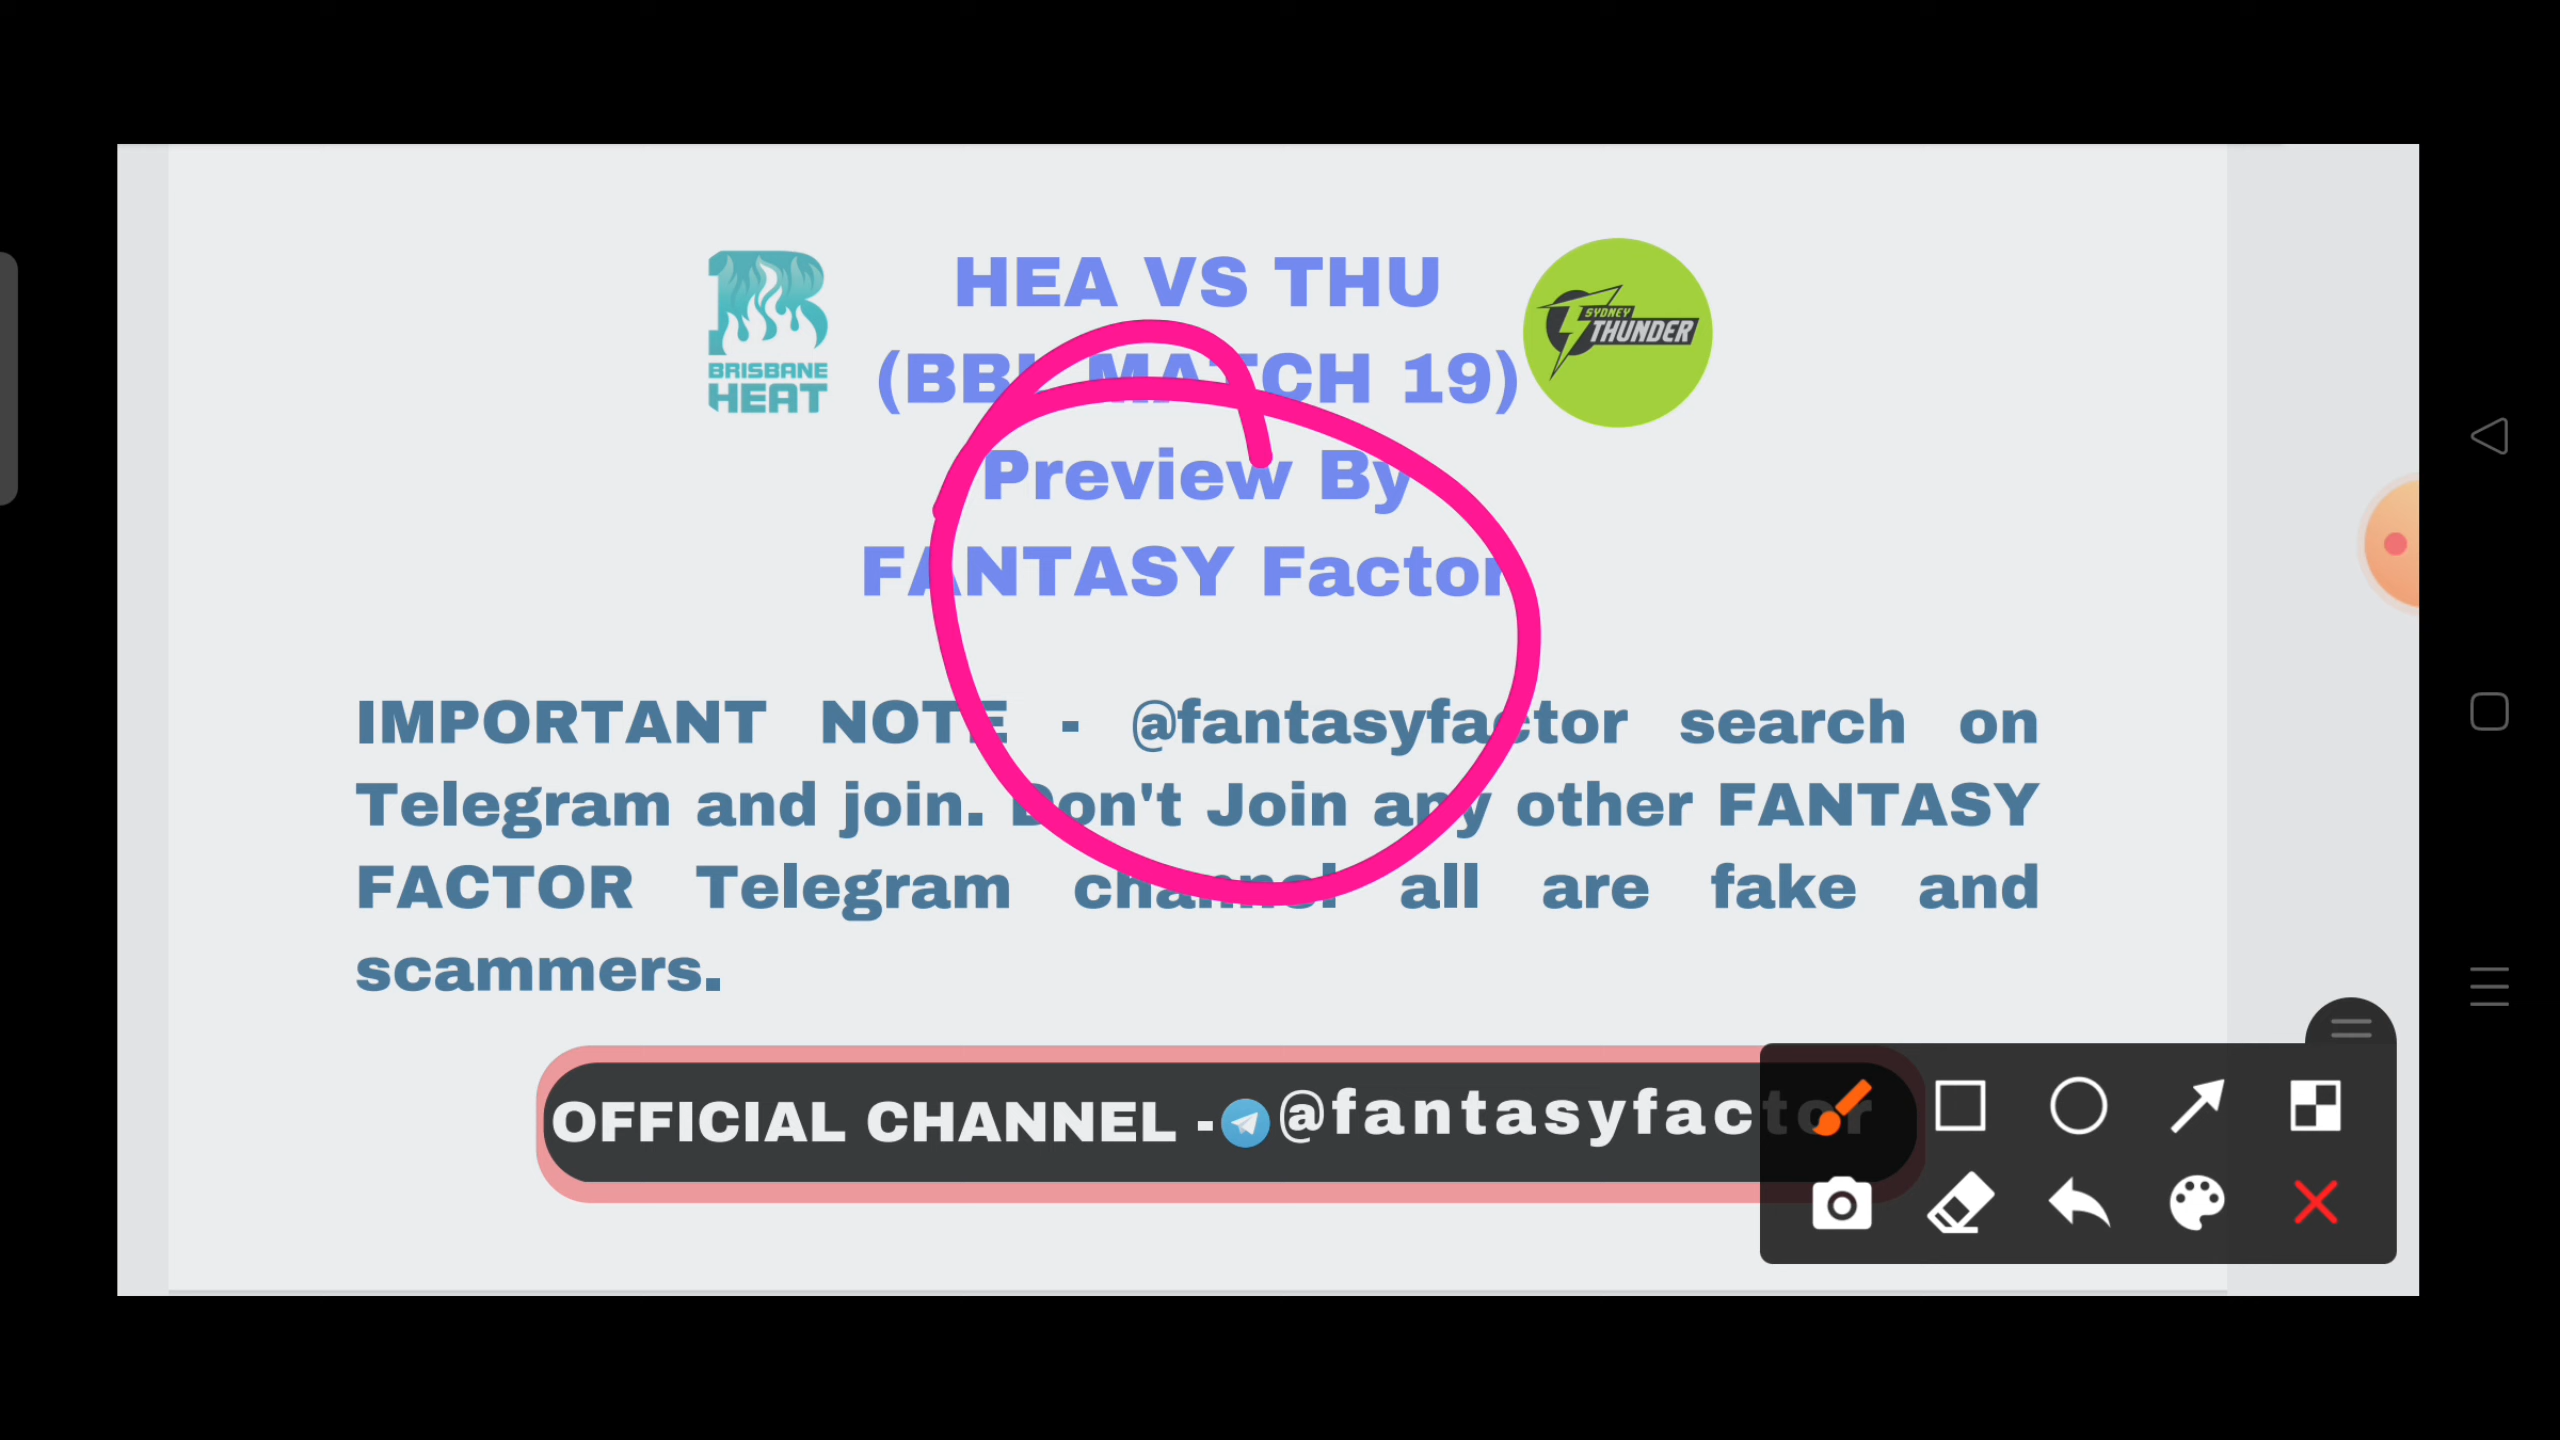 HEA VS THU
(BBL MATCH 19)
Preview By
FANTASY Factor
BRISBANE
HEAT
SYDNEY
THUNDER
IMPORTANT NOTE - @fantasyfactor search on
Telegram and join. Don't Join any other FANTASY
FACTOR Telegram channel all are fake and
scammers.
OFFICIAL CHANNEL - @fantasyfactor